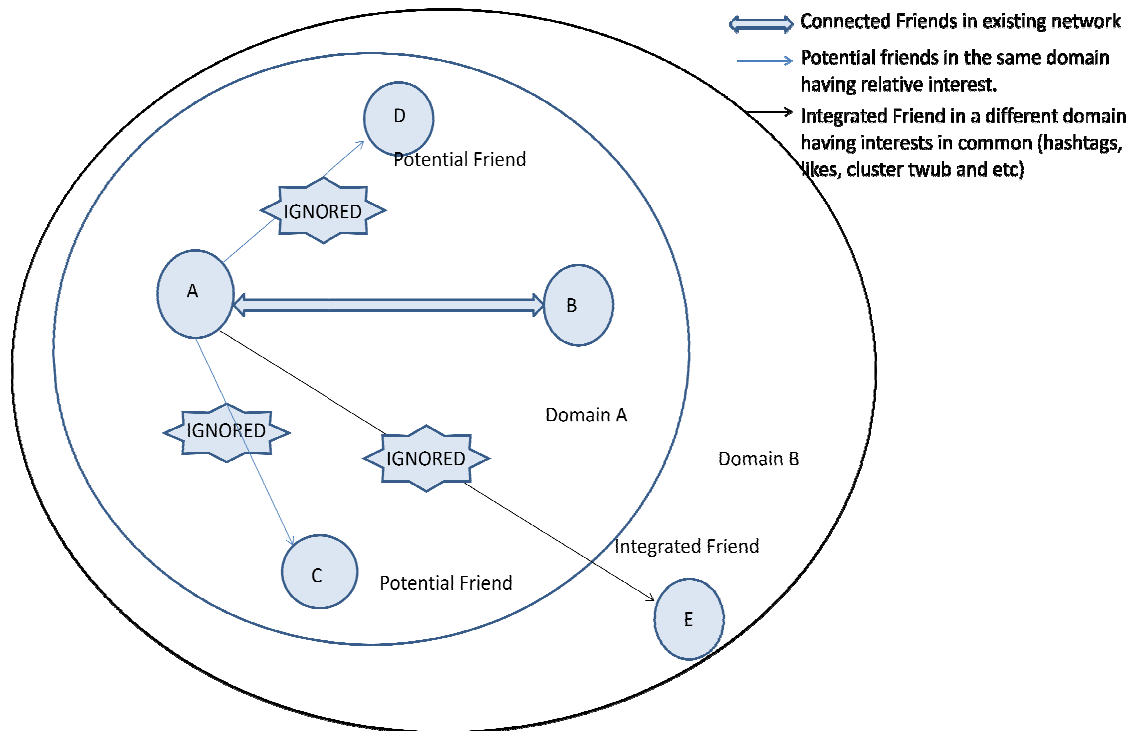 Connected Friends in existing network
Potential friends in the same domain
having relative interest.
Integrated Friend in a different domain
having interests in common (hashtags,
likes, cluster twub and etc)
D
Potential Friend
IGNORED
A
B
Domain A
IGNORED
IGNORED
Domain B
Integrated Friend
C
Potential Friend
E